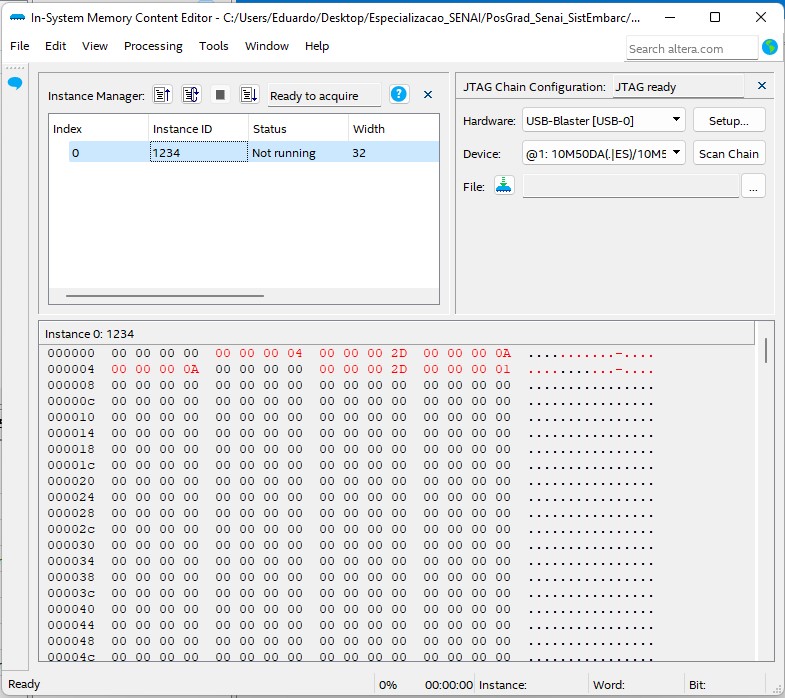 In-System Memory Content Editor - C:/Users/Eduardo/Desktop/Especializacao_SENAI/PosGrad_Senai_SistEmbarc/...
File Edit View Processing Tools Window Help
Search altera.com
Instance Manager: Ready to acquire
Index Instance ID Status Width
0 1234 Not running 32
JTAG Chain Configuration: JTAG ready
Hardware: USB-Blaster [USB-0] Setup...
Device: @1: 10M50DA(.|ES)/10M5 Scan Chain
File: ...
Instance 0: 1234
000000 00 00 00 00 00 00 00 04 00 00 00 2D 00 00 00 0A ...........-....
000004 00 00 00 0A 00 00 00 00 00 00 00 2D 00 00 00 01 ...........-....
000008 00 00 00 00 00 00 00 00 00 00 00 00 00 00 00 00 ................
00000c 00 00 00 00 00 00 00 00 00 00 00 00 00 00 00 00 ................
000010 00 00 00 00 00 00 00 00 00 00 00 00 00 00 00 00 ................
000014 00 00 00 00 00 00 00 00 00 00 00 00 00 00 00 00 ................
000018 00 00 00 00 00 00 00 00 00 00 00 00 00 00 00 00 ................
00001c 00 00 00 00 00 00 00 00 00 00 00 00 00 00 00 00 ................
000020 00 00 00 00 00 00 00 00 00 00 00 00 00 00 00 00 ................
000024 00 00 00 00 00 00 00 00 00 00 00 00 00 00 00 00 ................
000028 00 00 00 00 00 00 00 00 00 00 00 00 00 00 00 00 ................
00002c 00 00 00 00 00 00 00 00 00 00 00 00 00 00 00 00 ................
000030 00 00 00 00 00 00 00 00 00 00 00 00 00 00 00 00 ................
000034 00 00 00 00 00 00 00 00 00 00 00 00 00 00 00 00 ................
000038 00 00 00 00 00 00 00 00 00 00 00 00 00 00 00 00 ................
00003c 00 00 00 00 00 00 00 00 00 00 00 00 00 00 00 00 ................
000040 00 00 00 00 00 00 00 00 00 00 00 00 00 00 00 00 ................
000044 00 00 00 00 00 00 00 00 00 00 00 00 00 00 00 00 ................
000048 00 00 00 00 00 00 00 00 00 00 00 00 00 00 00 00 ................
00004c 00 00 00 00 00 00 00 00 00 00 00 00 00 00 00 00 ................
Ready 0% 00:00:00 Instance: Word: Bit: